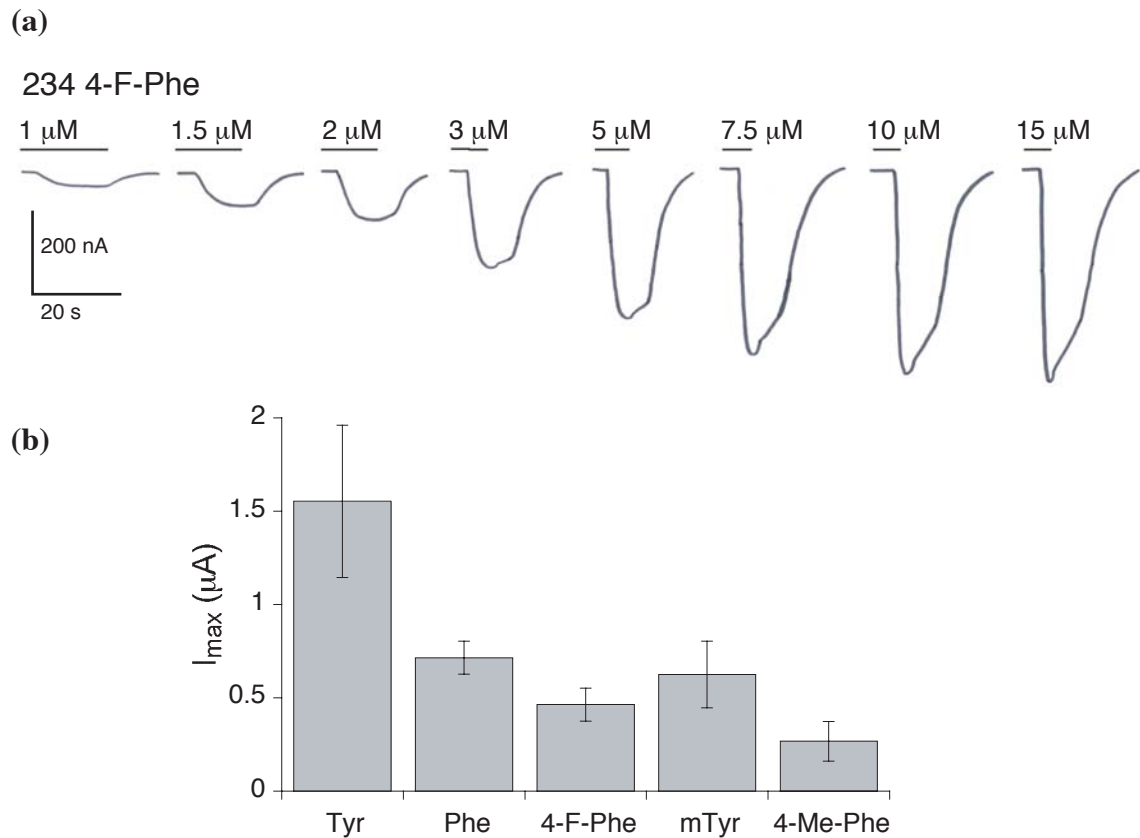 (a)
234 4-F-Phe
1 μM 1.5 μM 2 μM 3 μM 5 μM 7.5 μM 10 μM 15 μM
200 nA
20 s
(b)
2
1.5
1
0.5
0
Imax (μA)
Tyr Phe 4-F-Phe mTyr 4-Me-Phe